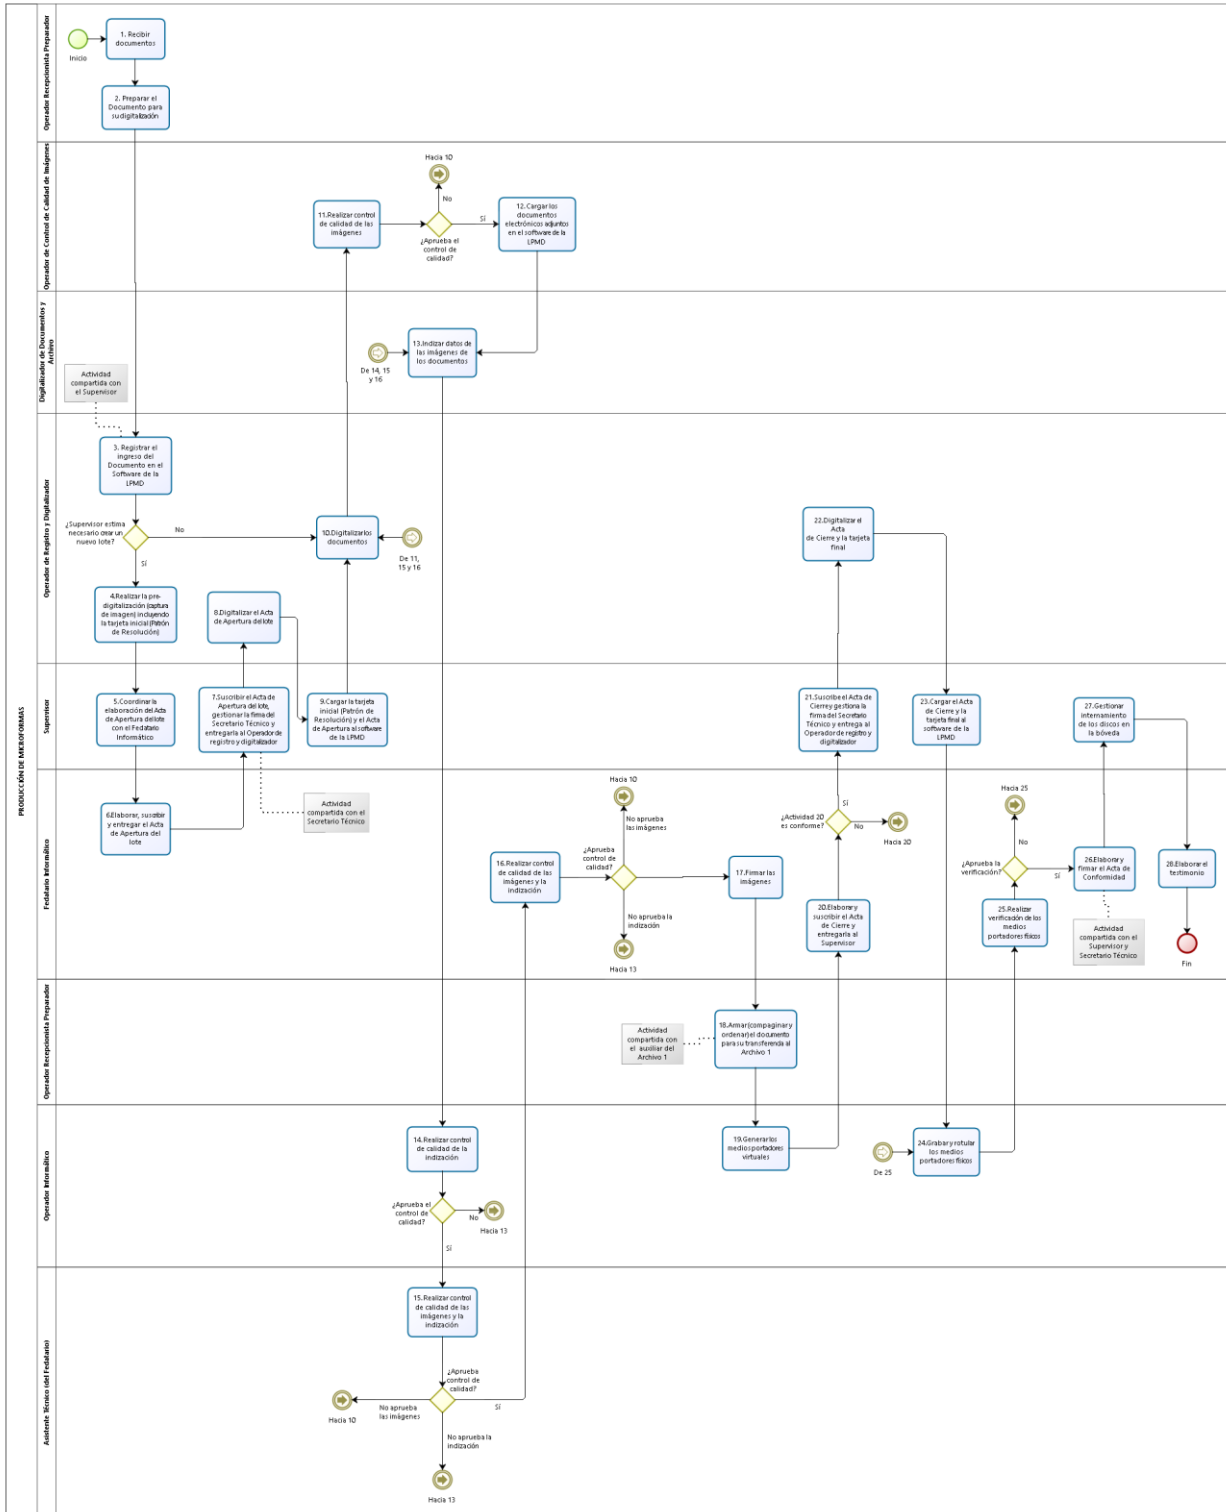 PRODUCCIÓN DE MICROFORMAS
Operador Recepcionista Preparador
Inicio
1. Recibir
documentos
2. Preparar el
Documento para
su digitalización
Operador de Control de Calidad de Imágenes
Hacia 10
No
11.Realizar control
de calidad de las
imágenes
Sí
¿Aprueba el
control de
calidad?
12.Cargar los
documentos
electrónicos adjuntos
en el software de la
LPMD
Digitalizador de Documentos y
Archivo
De 14, 15
y 16
13.Indizar datos de
las imágenes de
los documentos
Actividad
compartida con
el Supervisor
Operador de Registro y Digitalizador
3. Registrar el
ingreso del
Documento en el
Software de la
LPMD
¿Supervisor estima
necesario crear un
nuevo lote?
No
Sí
10.Digitalizar los
documentos
De 11,
15 y 16
4.Realizar la pre-
digitalización (captura
de imagen) incluyendo
la tarjeta inicial (Patrón
de Resolución)
8.Digitalizar el Acta
de Apertura del lote
22.Digitalizar el
Acta
de Cierre y la tarjeta
final
Supervisor
5.Coordinar la
elaboración del Acta
de Apertura del lote
con el Fedatario
Informático
7.Suscribir el Acta de
Apertura del lote,
gestionar la firma del
Secretario Técnico y
entregarla al Operador de
registro y digitalizador
9.Cargar la tarjeta
inicial (Patrón de
Resolución) y el Acta
de Apertura al software
de la LPMD
21.Suscribe el Acta de
Cierre y gestiona la
firma del Secretario
Técnico y entrega al
Operador de registro y
digitalizador
23.Cargar el Acta
de Cierre y la
tarjeta final al
software de la
LPMD
27.Gestionar
internamiento
de los discos en
la bóveda
Fedatario Informático
6.Elaborar, suscribir
y entregar el Acta
de Apertura del
lote
Actividad
compartida con el
Secretario Técnico
16.Realizar control
de calidad de las
imágenes y la
indización
¿Aprueba
control de
calidad?
Hacia 10
No aprueba
las imágenes
No aprueba la
indización
Hacia 13
17.Firmar las
imágenes
¿Actividad 20
es conforme?
Sí
No
Hacia 20
20.Elaborar y
suscribir el Acta
de Cierre y
entregarla al
Supervisor
Hacia 25
No
¿Aprueba la
verificación?
Sí
25.Realizar
verificación de los
medios
portadores físicos
26.Elaborar y
firmar el Acta de
Conformidad
Actividad
compartida con el
Supervisor y
Secretario Técnico
28.Elaborar el
testimonio
Fin
Operador Recepcionista Preparador
Actividad
compartida con
el auxiliar del
Archivo 1
18.Armar (compaginar y
ordenar) el documento
para su transferencia al
Archivo 1
Operador Informático
14.Realizar control
de calidad de la
indización
¿Aprueba el
control de
calidad?
No
Hacia 13
Sí
19.Generar los
medios portadores
virtuales
De 25
24.Grabar y rotular
los medios
portadores físicos
Asistente Técnico (del Fedatario)
15.Realizar control
de calidad de las
imágenes y la
indización
¿Aprueba
control de
calidad?
Hacia 10
No aprueba
las imágenes
Sí
No aprueba la
indización
Hacia 13